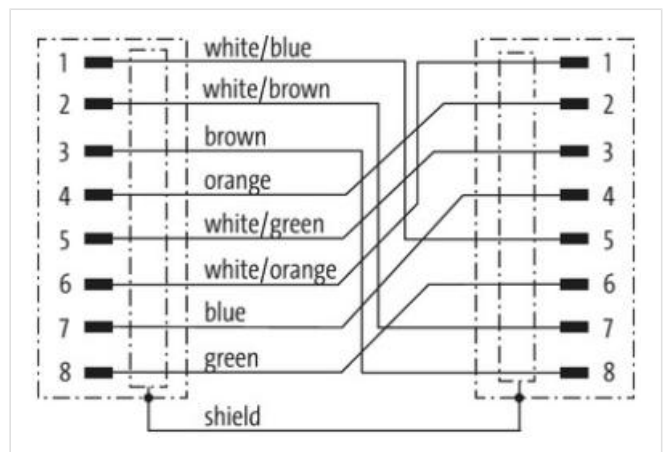 1 white/blue 1
2 white/brown 2
3 brown 3
4 orange 4
5 white/green 5
6 white/orange 6
7 blue 7
8 green 8
shield